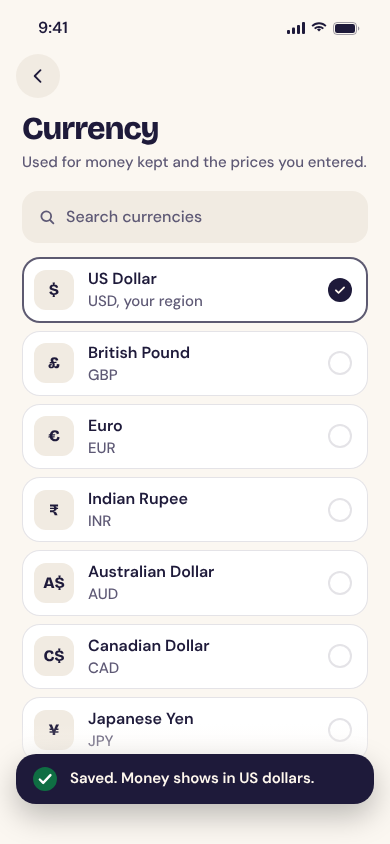 9:41
Currency
Used for money kept and the prices you entered.
Search currencies
$
US Dollar
USD, your region
£
British Pound
GBP
€
Euro
EUR
₹
Indian Rupee
INR
A$
Australian Dollar
AUD
C$
Canadian Dollar
CAD
¥
Japanese Yen
JPY
Saved. Money shows in US dollars.